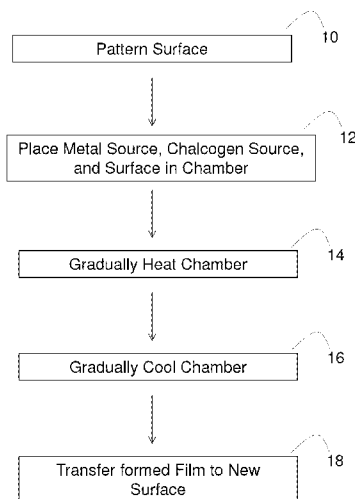 10
Pattern Surface
12
Place Metal Source, Chalcogen Source,
and Surface in Chamber
14
Gradually Heat Chamber
16
Gradually Cool Chamber
18
Transfer formed Film to New
Surface